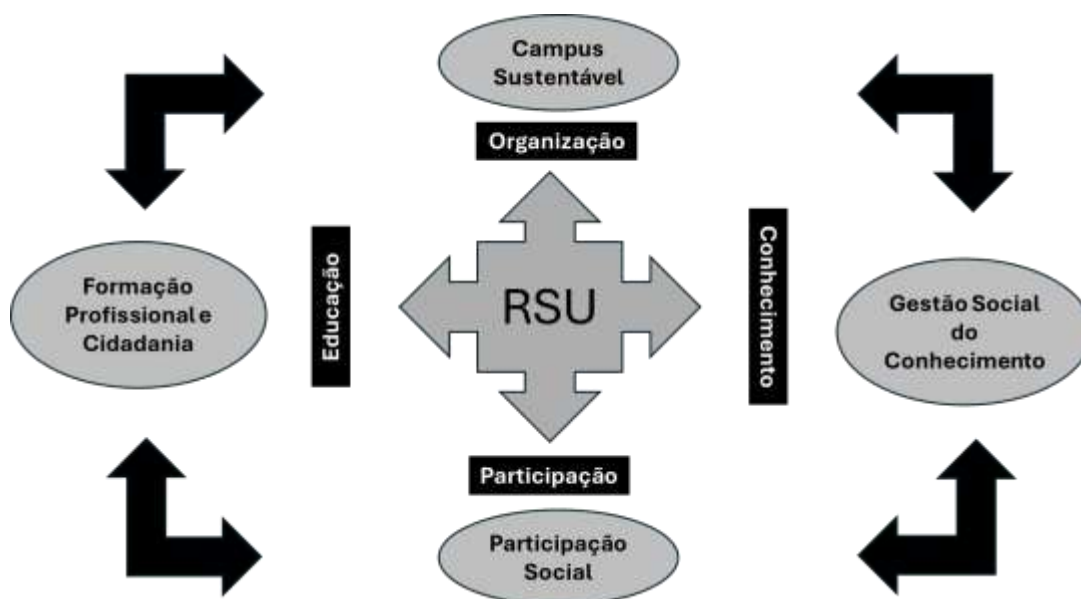 Campus
Sustentável
Organização
Educação
Conhecimento
Formação
Profissional e
Cidadania
RSU
Gestão Social
do
Conhecimento
Participação
Participação
Social